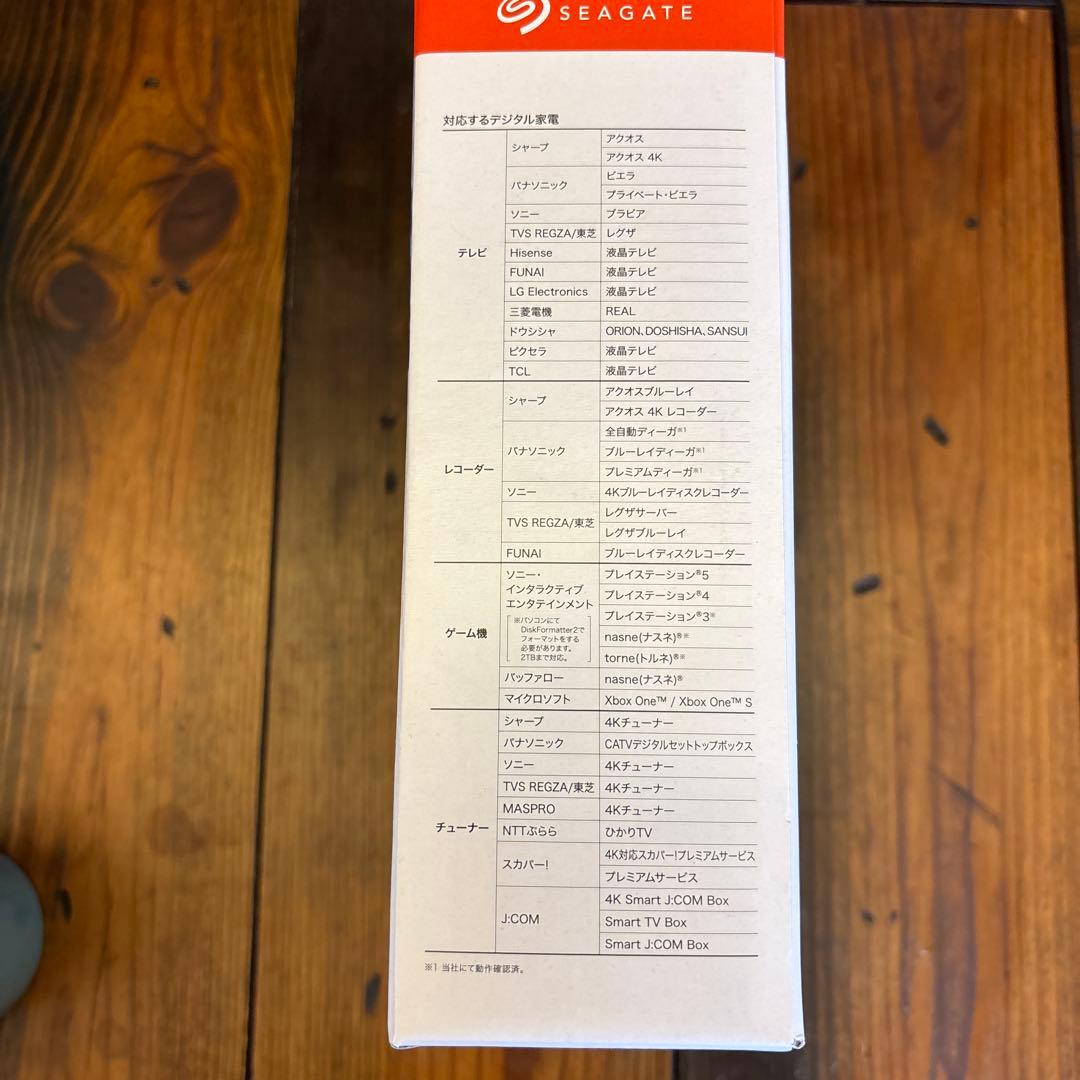 SEAGATE
対応するデジタル家電
テレビ
シャープ
アクオス
アクオス 4K
パナソニック
ビエラ
プライベート・ビエラ
ソニー
ブラビア
TVS REGZA/東芝
レグザ
Hisense
液晶テレビ
FUNAI
液晶テレビ
LG Electronics
液晶テレビ
三菱電機
REAL
ドウシシャ
ORION、DOSHISHA、SANSUI
ピクセラ
液晶テレビ
TCL
液晶テレビ
レコーダー
シャープ
アクオスブルーレイ
アクオス 4K レコーダー
パナソニック
全自動ディーガ※1
ブルーレイディーガ※1
プレミアムディーガ※1
ソニー
4Kブルーレイディスクレコーダー
TVS REGZA/東芝
レグザサーバー
レグザブルーレイ
FUNAI
ブルーレイディスクレコーダー
ゲーム機
ソニー・
インタラクティブ
エンタテインメント
※パソコンにて
DiskFormatter2で
フォーマットをする
必要があります。
2TBまで対応。
プレイステーション®5
プレイステーション®4
プレイステーション®3※
nasne(ナスネ)®※
torne(トルネ)®※
バッファロー
nasne(ナスネ)®
マイクロソフト
Xbox One™ / Xbox One™ S
チューナー
シャープ
4Kチューナー
パナソニック
CATVデジタルセットトップボックス
ソニー
4Kチューナー
TVS REGZA/東芝
4Kチューナー
MASPRO
4Kチューナー
NTTぷらら
ひかりTV
スカパー!
4K対応スカパー!プレミアムサービス
プレミアムサービス
J:COM
4K Smart J:COM Box
Smart TV Box
Smart J:COM Box
※1 当社にて動作確認済。